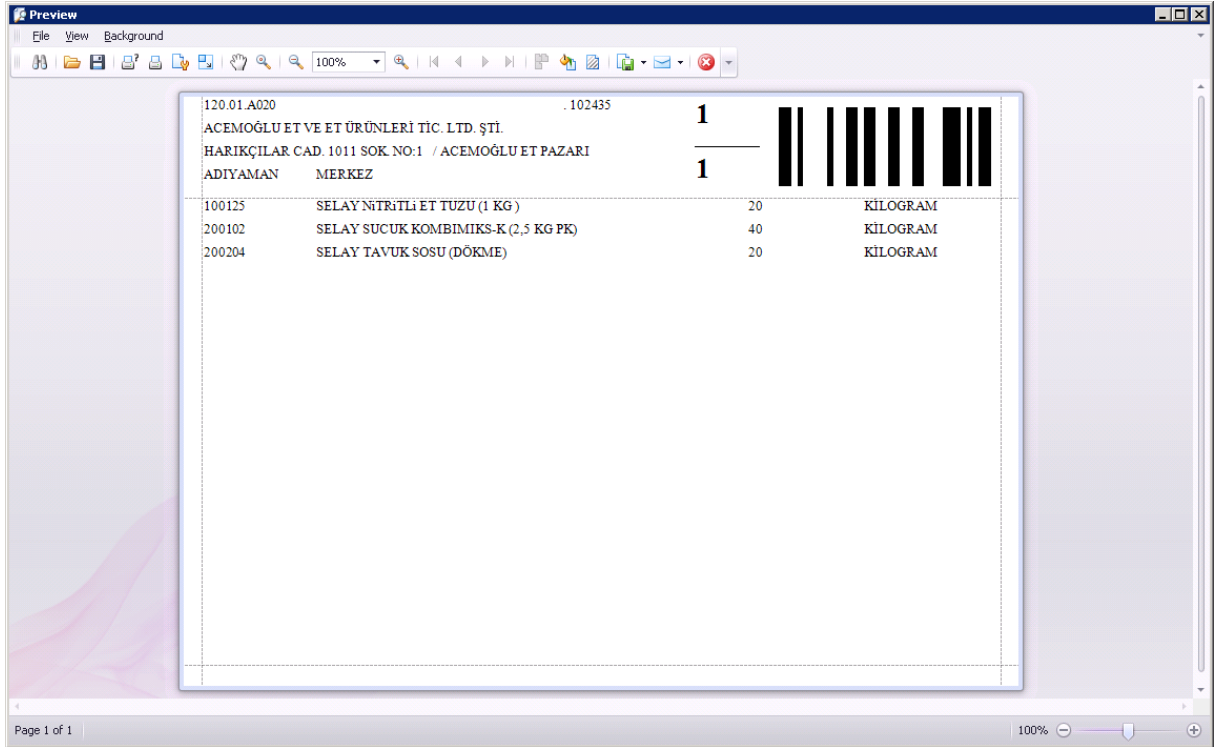 Preview
File View Background
100%
120.01.A020 . 102435
ACEMOĞLU ET VE ET ÜRÜNLERİ TİC. LTD. ŞTİ.
HARIKÇILAR CAD. 1011 SOK. NO:1 / ACEMOĞLU ET PAZARI
ADIYAMAN MERKEZ
1
1
100125 SELAY NiTRiTLi ET TUZU (1 KG ) 20 KİLOGRAM
200102 SELAY SUCUK KOMBIMIKS-K (2,5 KG PK) 40 KİLOGRAM
200204 SELAY TAVUK SOSU (DÖKME) 20 KİLOGRAM
Page 1 of 1 100%